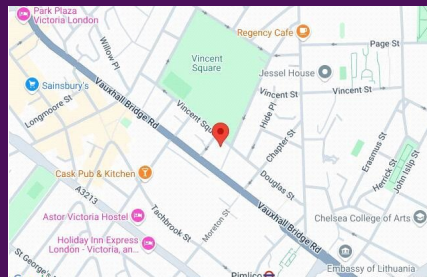 Park Plaza
Victoria London
Regency Cafe
Page St
Willow Pl
Vincent
Square
Jessel House
Sainsbury's
Vauxhall Bridge Rd
Vincent St
Vincent St
Longmoore St
Vincent Squ
Hide Pl
Chapter St
Erasmus St
Herrick St
John Islip St
Cask Pub & Kitchen
Douglas St
A3213
Tachbrook St
Astor Victoria Hostel
Moreton St
Vauxhall Bridge Rd
Chelsea College of Arts
Holiday Inn Express
London - Victoria, an...
St George's
Embassy of Lithuania
Pimlico